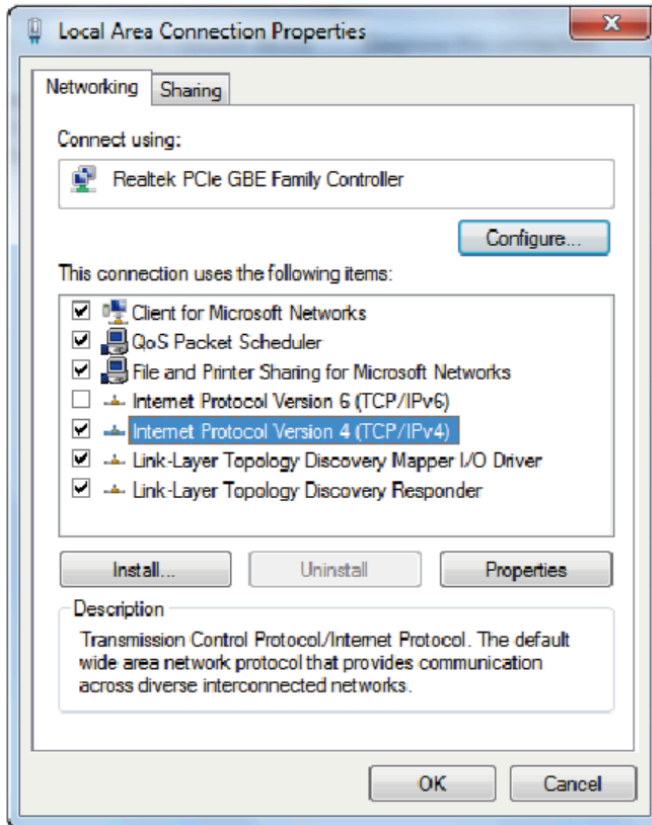 Local Area Connection Properties
Networking
Sharing
Connect using:
Realtek PCIe GBE Family Controller
Configure...
This connection uses the following items:
Client for Microsoft Networks
QoS Packet Scheduler
File and Printer Sharing for Microsoft Networks
Internet Protocol Version 6 (TCP/IPv6)
Internet Protocol Version 4 (TCP/IPv4)
Link-Layer Topology Discovery Mapper I/O Driver
Link-Layer Topology Discovery Responder
Install...
Uninstall
Properties
Description
Transmission Control Protocol/Internet Protocol. The default
wide area network protocol that provides communication
across diverse interconnected networks.
OK
Cancel